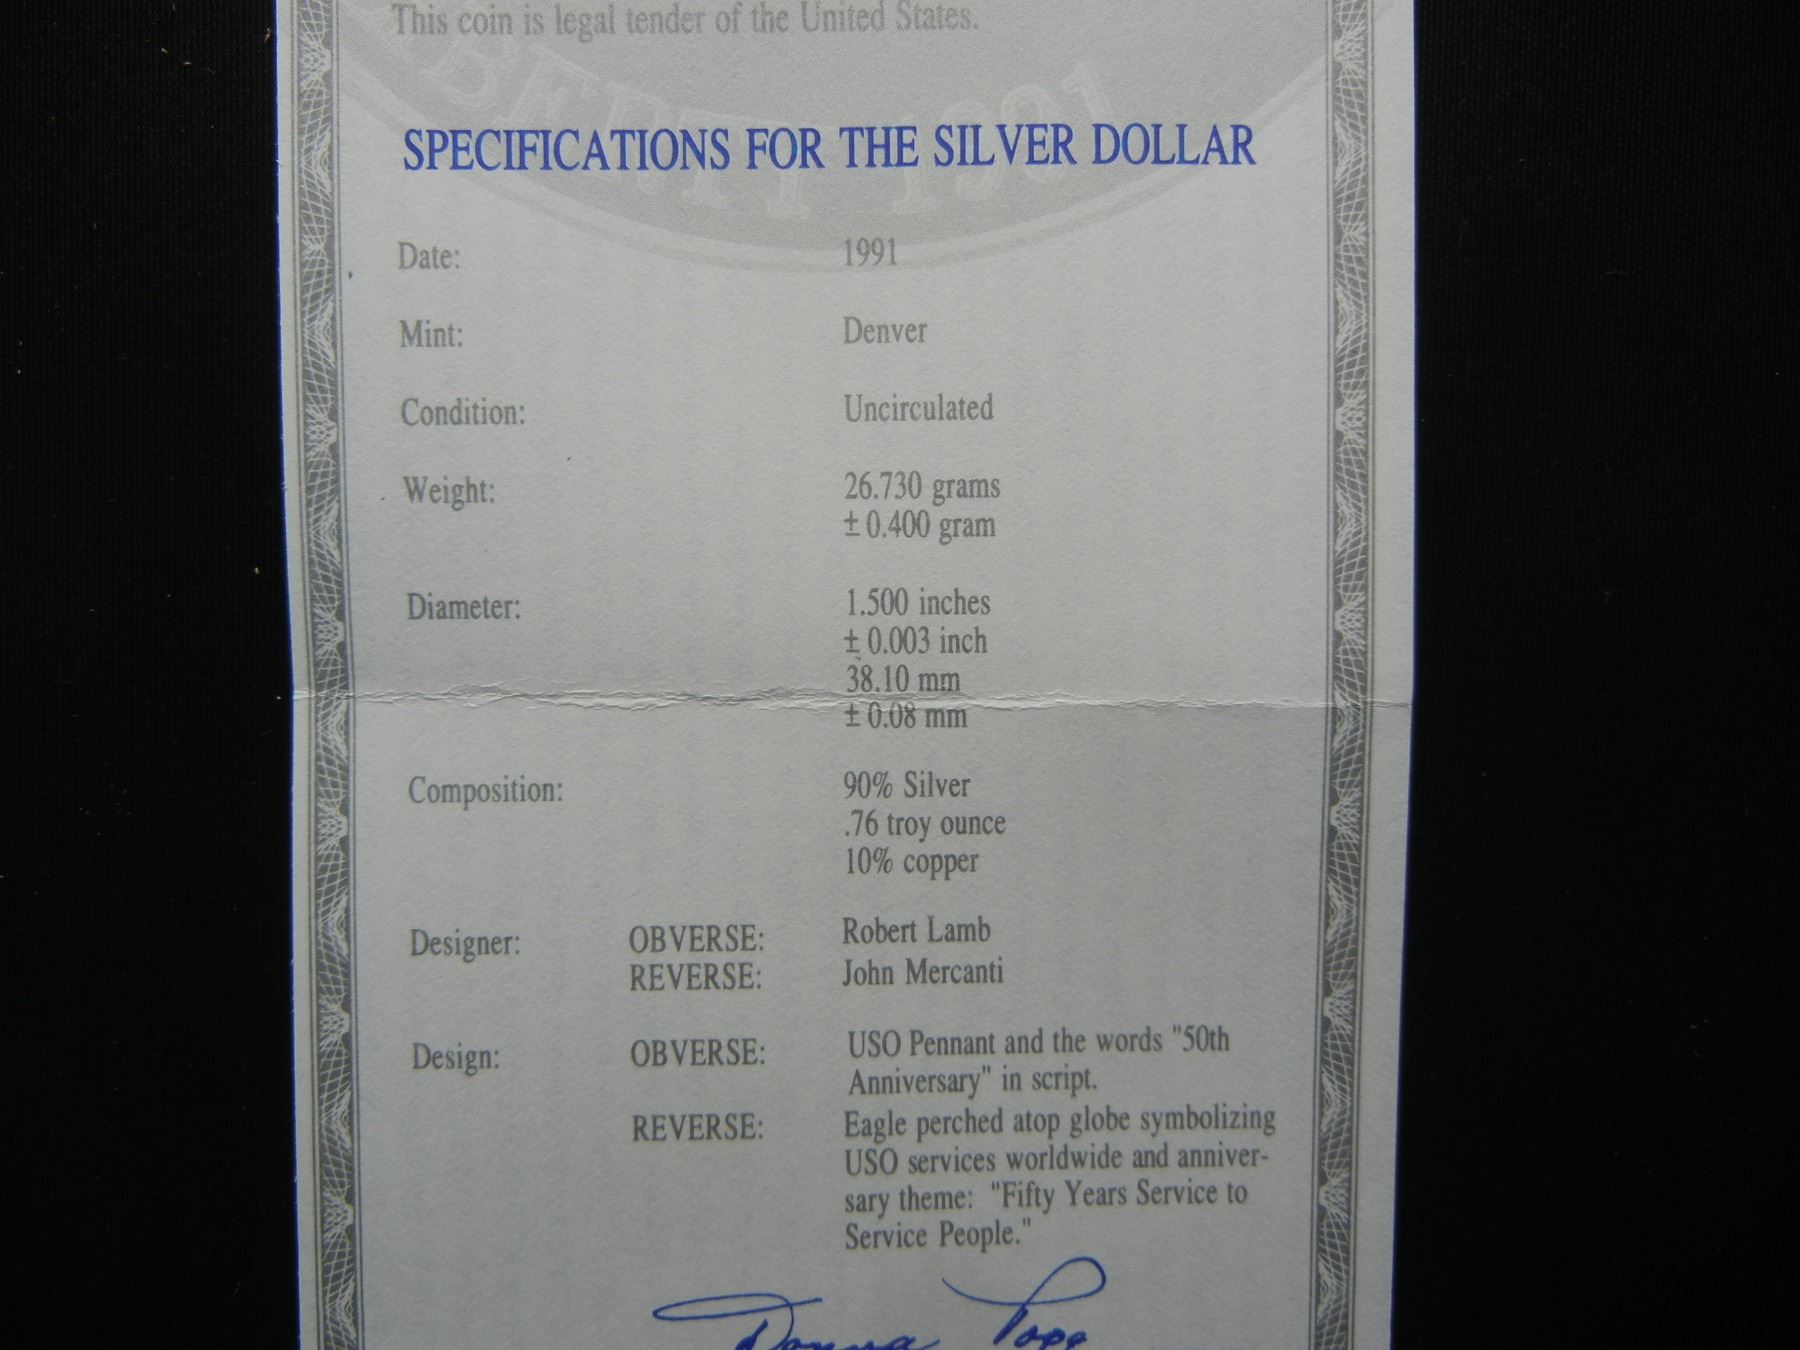 This coin is legal tender of the United States.
BERTY 1991
SPECIFICATIONS FOR THE SILVER DOLLAR
Date: 1991
Mint: Denver
Condition: Uncirculated
Weight: 26.730 grams
± 0.400 gram
Diameter: 1.500 inches
± 0.003 inch
38.10 mm
± 0.08 mm
Composition: 90% Silver
.76 troy ounce
10% copper
Designer: OBVERSE: Robert Lamb
REVERSE: John Mercanti
Design: OBVERSE: USO Pennant and the words "50th
Anniversary" in script.
REVERSE: Eagle perched atop globe symbolizing
USO services worldwide and anniver-
sary theme: "Fifty Years Service to
Service People."
Donna Pope